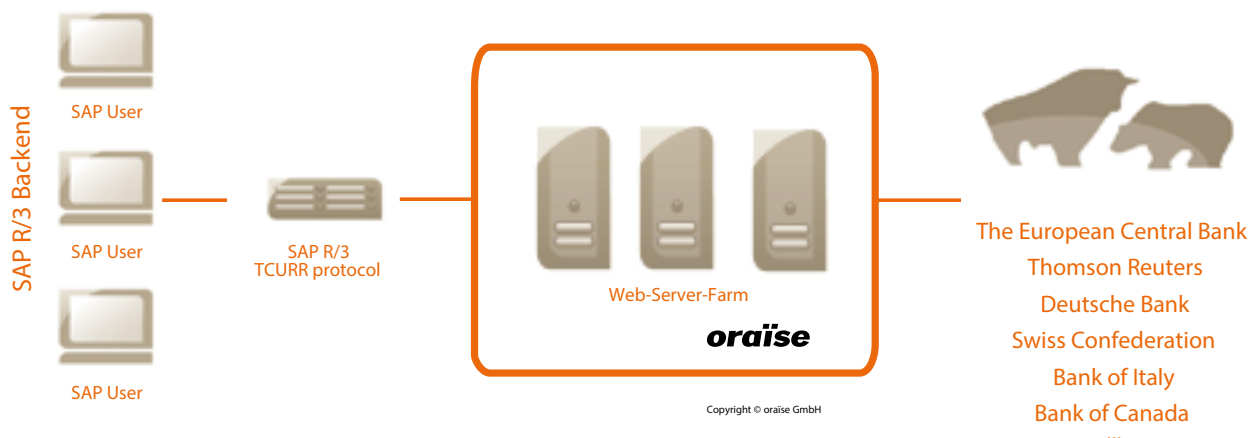 SAP R/3 Backend
SAP User
SAP User
SAP User
SAP R/3
TCURR protocol
Web-Server-Farm
oraïse
Copyright © oraïse GmbH
The European Central Bank
Thomson Reuters
Deutsche Bank
Swiss Confederation
Bank of Italy
Bank of Canada